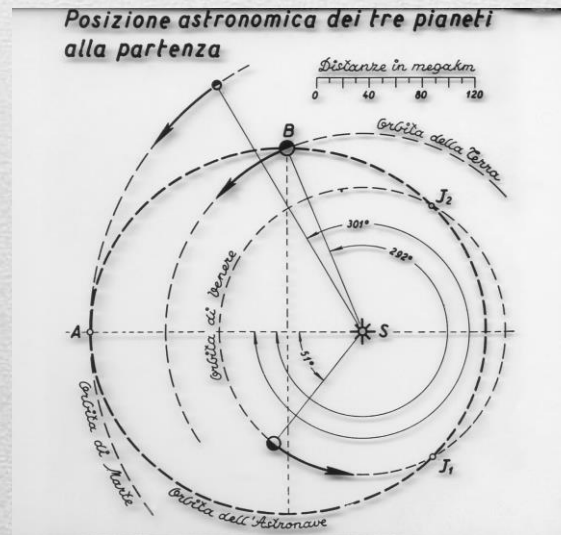 Posizione astronomica dei tre pianeti
alla partenza
Distanze in megakm
0 40 80 120
B
Orbita della Terra
J2
301°
292°
Orbita di Venere
A
S
51°
Orbita di Marte
J1
Orbita dell'Astronave